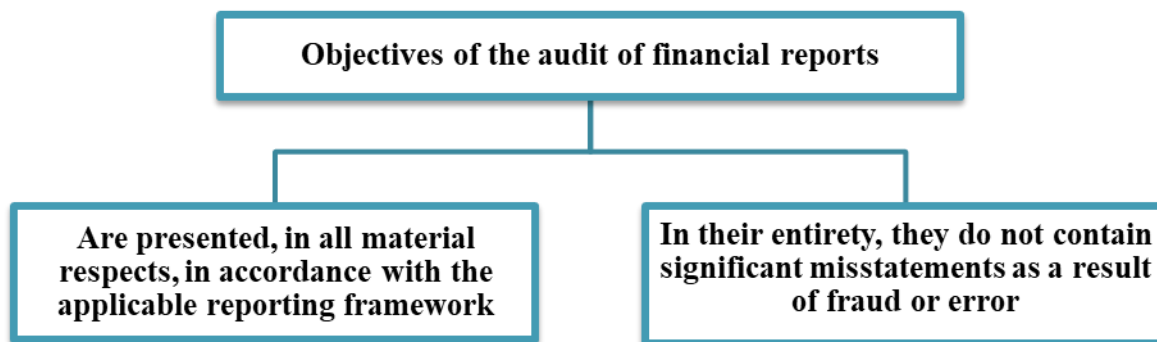 Objectives of the audit of financial reports
Are presented, in all material
respects, in accordance with the
applicable reporting framework
In their entirety, they do not contain
significant misstatements as a result
of fraud or error